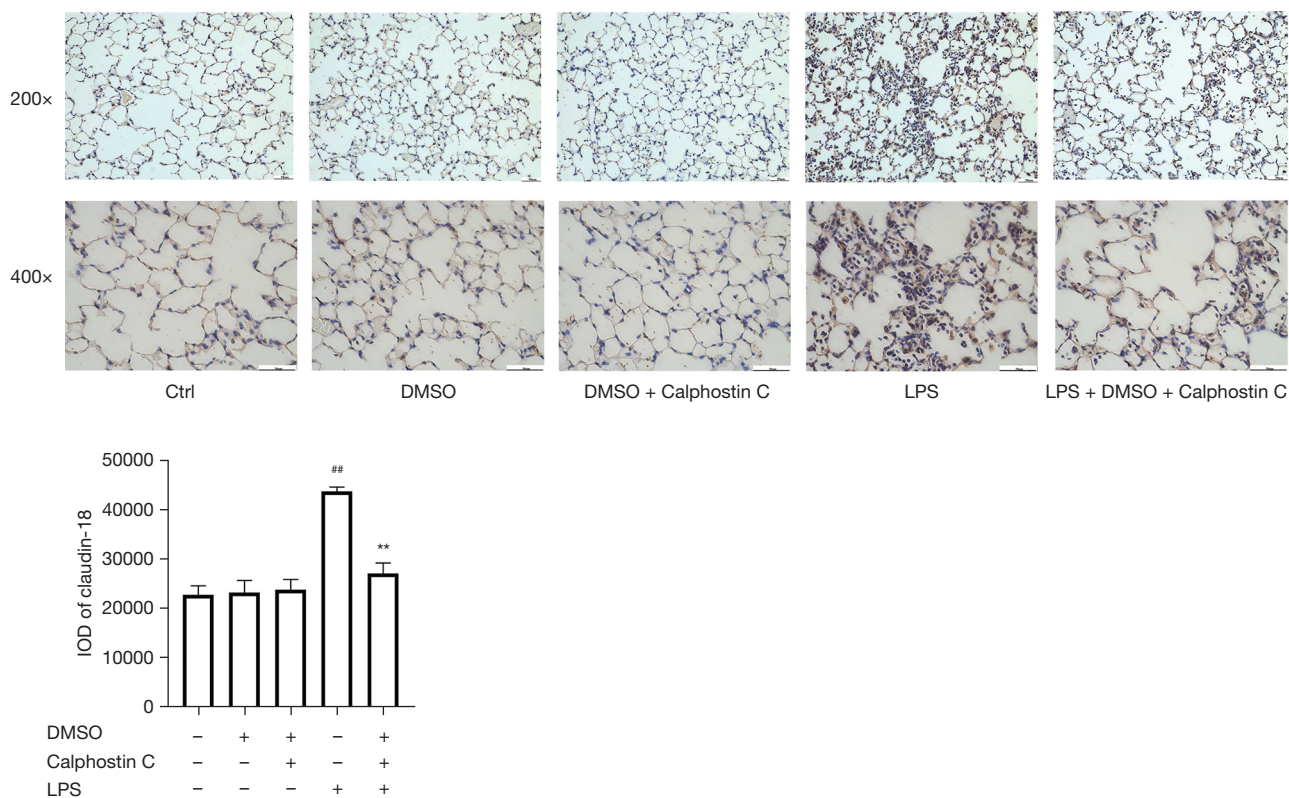 200×
400×
Ctrl
DMSO
DMSO + Calphostin C
LPS
LPS + DMSO + Calphostin C
IOD of claudin-18
50000
40000
30000
20000
10000
0
##
**
DMSO − + + − +
Calphostin C − − + − +
LPS − − − + +